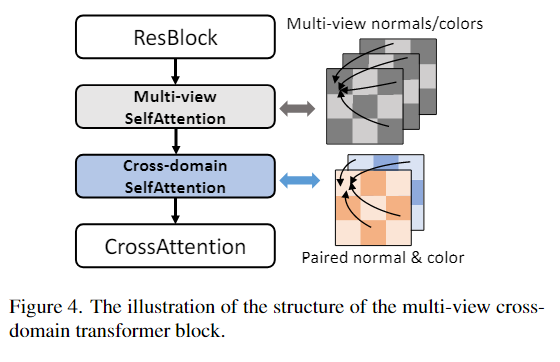 Multi-view normals/colors
ResBlock
Multi-view
SelfAttention
Cross-domain
SelfAttention
CrossAttention
Paired normal & color
Figure 4. The illustration of the structure of the multi-view cross-
domain transformer block.